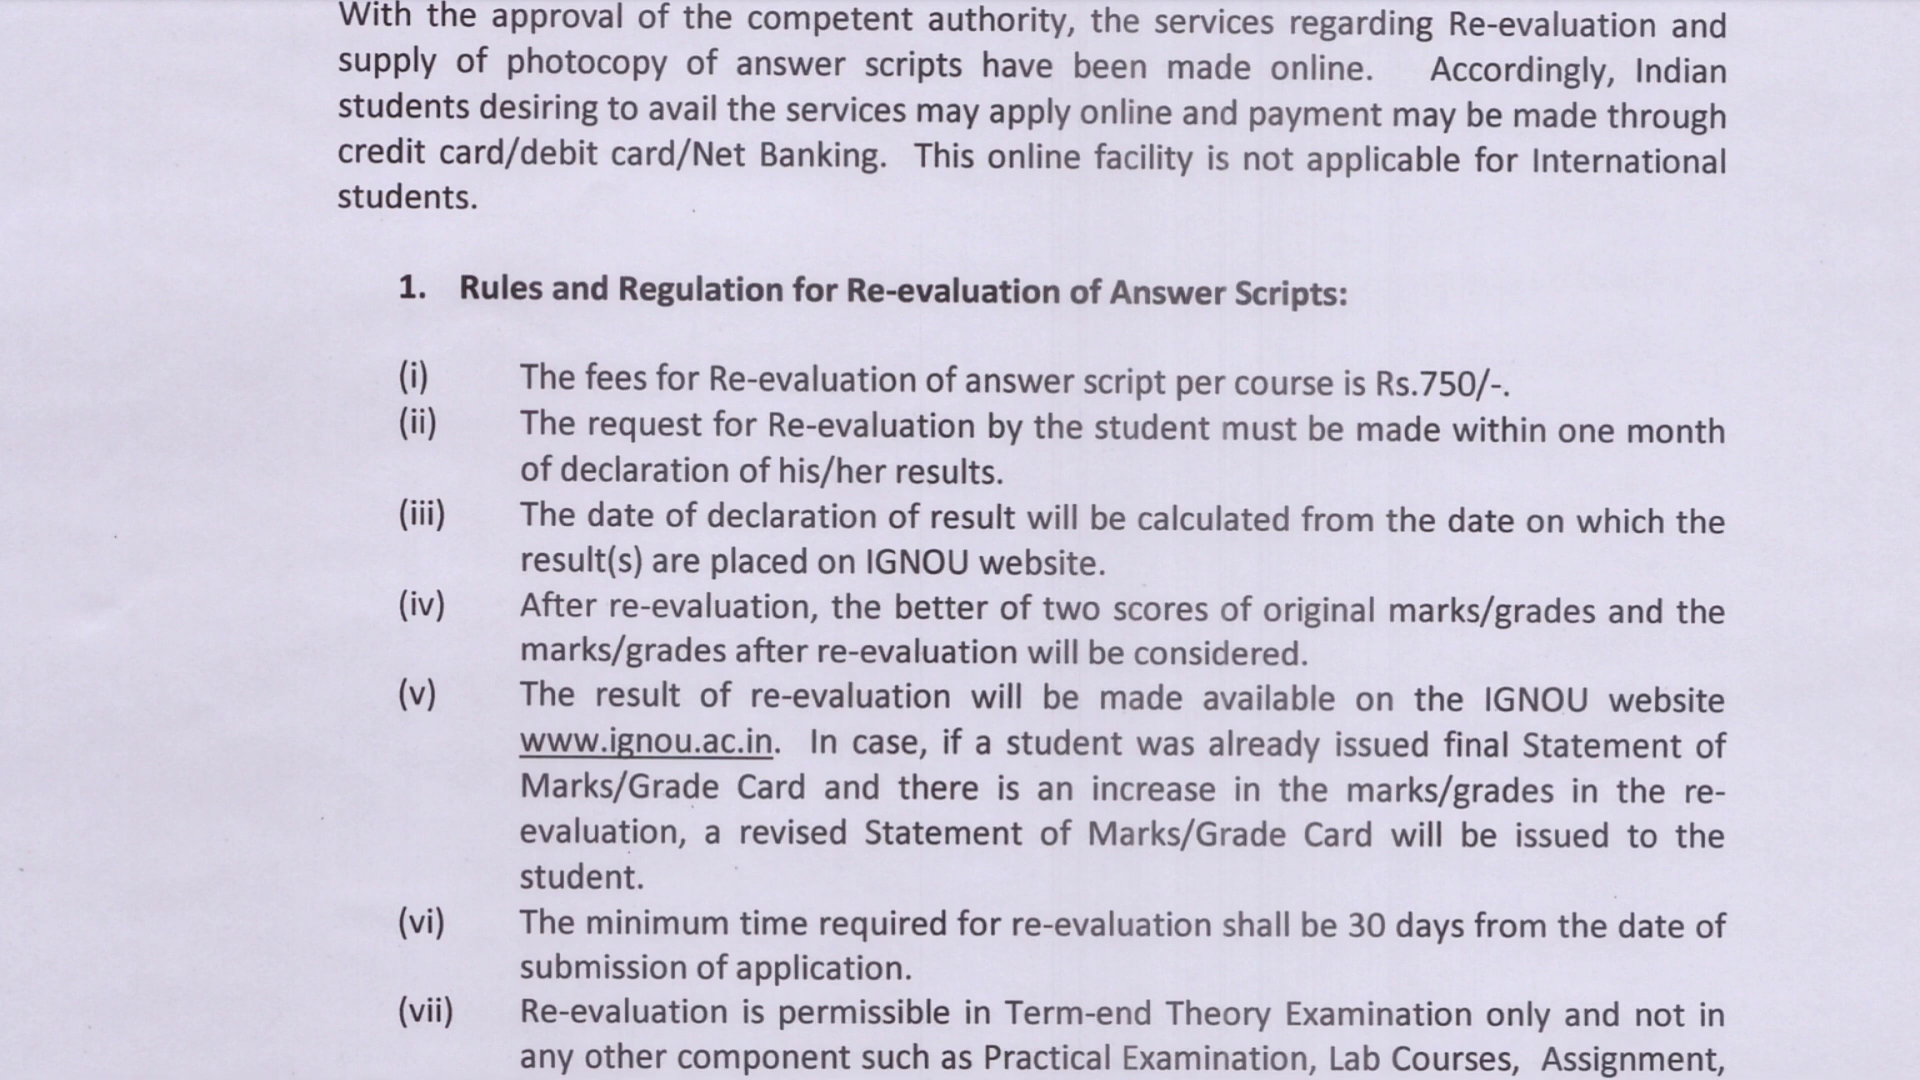 With the approval of the competent authority, the services regarding Re-evaluation and
supply of photocopy of answer scripts have been made online. Accordingly, Indian
students desiring to avail the services may apply online and payment may be made through
credit card/debit card/Net Banking. This online facility is not applicable for International
students.
1. Rules and Regulation for Re-evaluation of Answer Scripts:
(i) The fees for Re-evaluation of answer script per course is Rs.750/-.
(ii) The request for Re-evaluation by the student must be made within one month
of declaration of his/her results.
(iii) The date of declaration of result will be calculated from the date on which the
result(s) are placed on IGNOU website.
(iv) After re-evaluation, the better of two scores of original marks/grades and the
marks/grades after re-evaluation will be considered.
(v) The result of re-evaluation will be made available on the IGNOU website
www.ignou.ac.in. In case, if a student was already issued final Statement of
Marks/Grade Card and there is an increase in the marks/grades in the re-
evaluation, a revised Statement of Marks/Grade Card will be issued to the
student.
(vi) The minimum time required for re-evaluation shall be 30 days from the date of
submission of application.
(vii) Re-evaluation is permissible in Term-end Theory Examination only and not in
any other component such as Practical Examination, Lab Courses, Assignment,